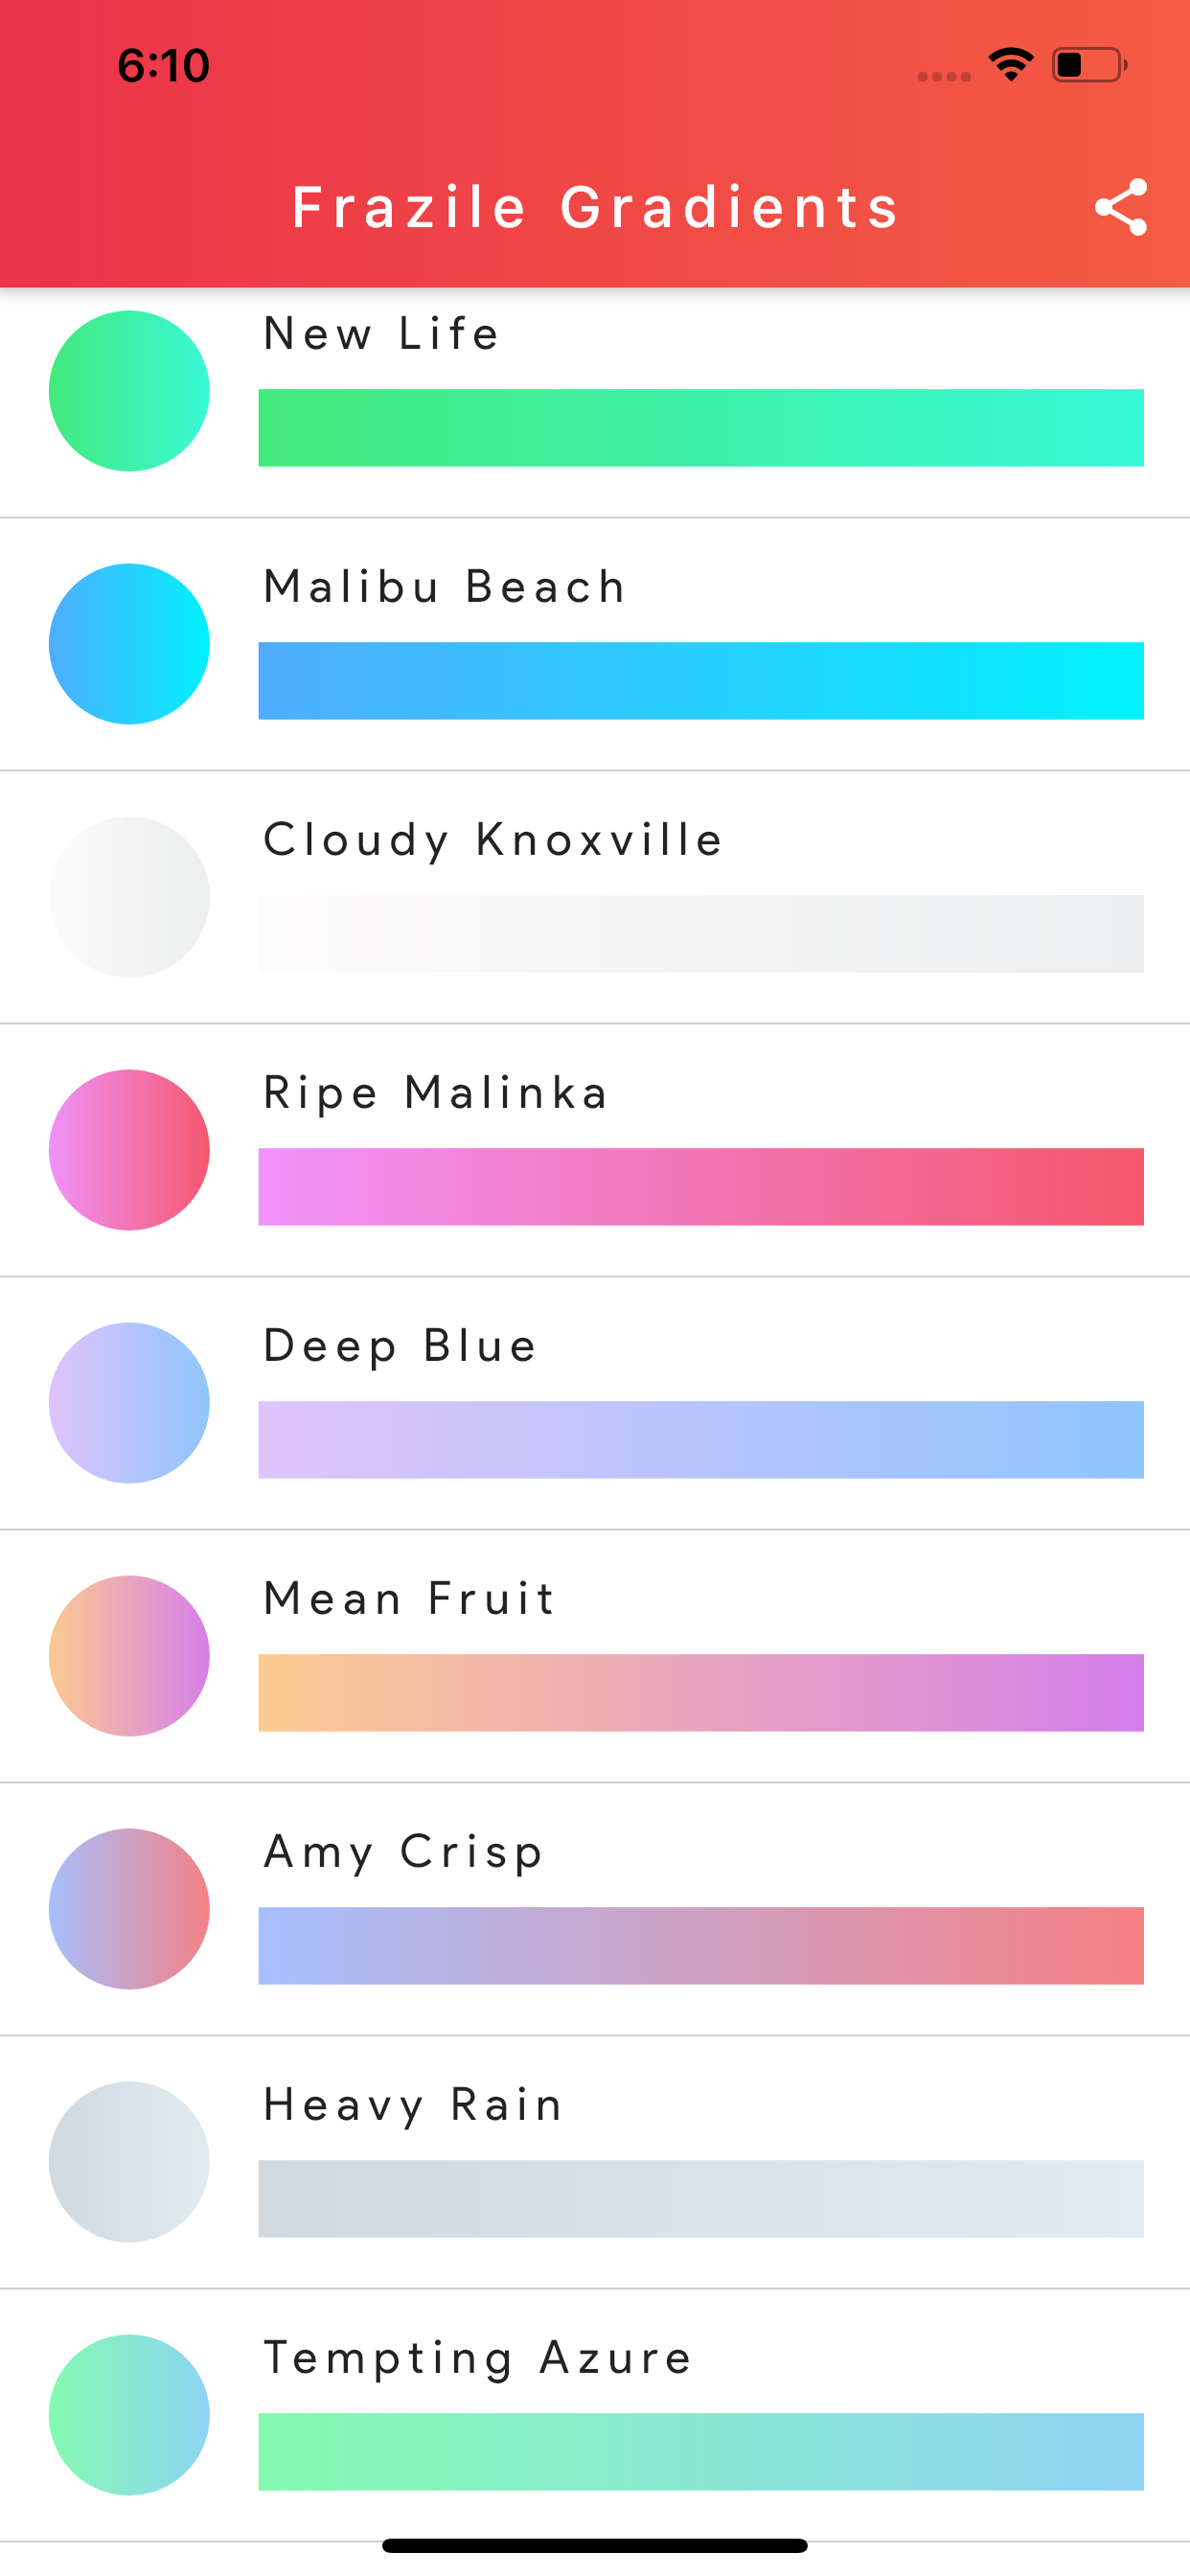 6:10
Frazile Gradients
New Life
Malibu Beach
Cloudy Knoxville
Ripe Malinka
Deep Blue
Mean Fruit
Amy Crisp
Heavy Rain
Tempting Azure